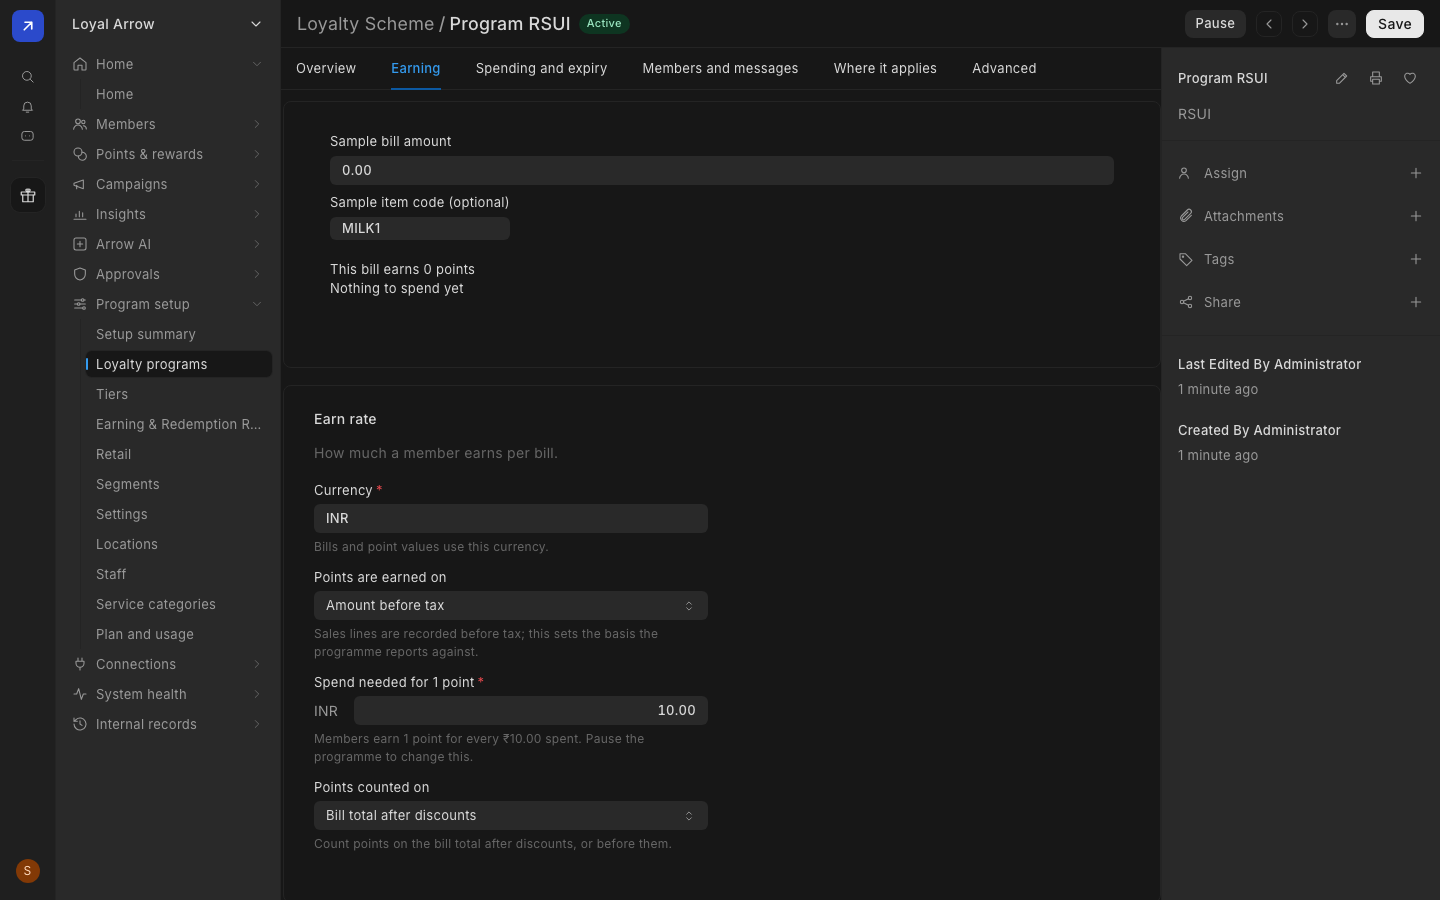 Loyal Arrow
Home
Home
Members
Points & rewards
Campaigns
Insights
Arrow AI
Approvals
Program setup
Setup summary
Loyalty programs
Tiers
Earning & Redemption R...
Retail
Segments
Settings
Locations
Staff
Service categories
Plan and usage
Connections
System health
Internal records
S
Loyalty Scheme / Program RSUI Active
Pause
Save
Overview Earning Spending and expiry Members and messages Where it applies Advanced
Sample bill amount
0.00
Sample item code (optional)
MILK1
This bill earns 0 points
Nothing to spend yet
Earn rate
How much a member earns per bill.
Currency *
INR
Bills and point values use this currency.
Points are earned on
Amount before tax
Sales lines are recorded before tax; this sets the basis the
programme reports against.
Spend needed for 1 point *
INR 10.00
Members earn 1 point for every ₹10.00 spent. Pause the
programme to change this.
Points counted on
Bill total after discounts
Count points on the bill total after discounts, or before them.
Program RSUI
RSUI
Assign
Attachments
Tags
Share
Last Edited By Administrator
1 minute ago
Created By Administrator
1 minute ago